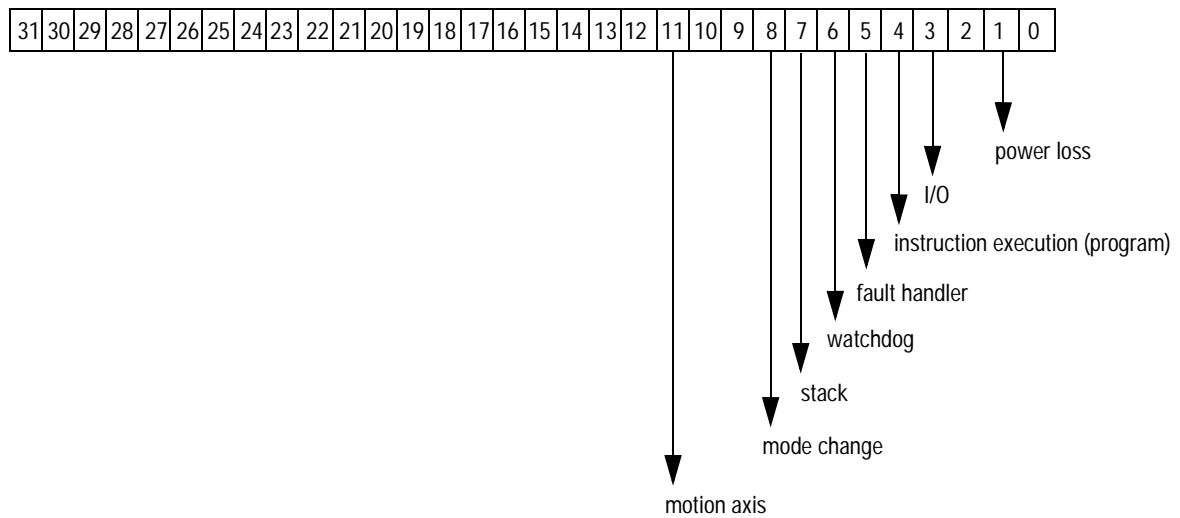 31 30 29 28 27 26 25 24 23 22 21 20 19 18 17 16 15 14 13 12 11 10 9 8 7 6 5 4 3 2 1 0
power loss
I/O
instruction execution (program)
fault handler
watchdog
stack
mode change
motion axis